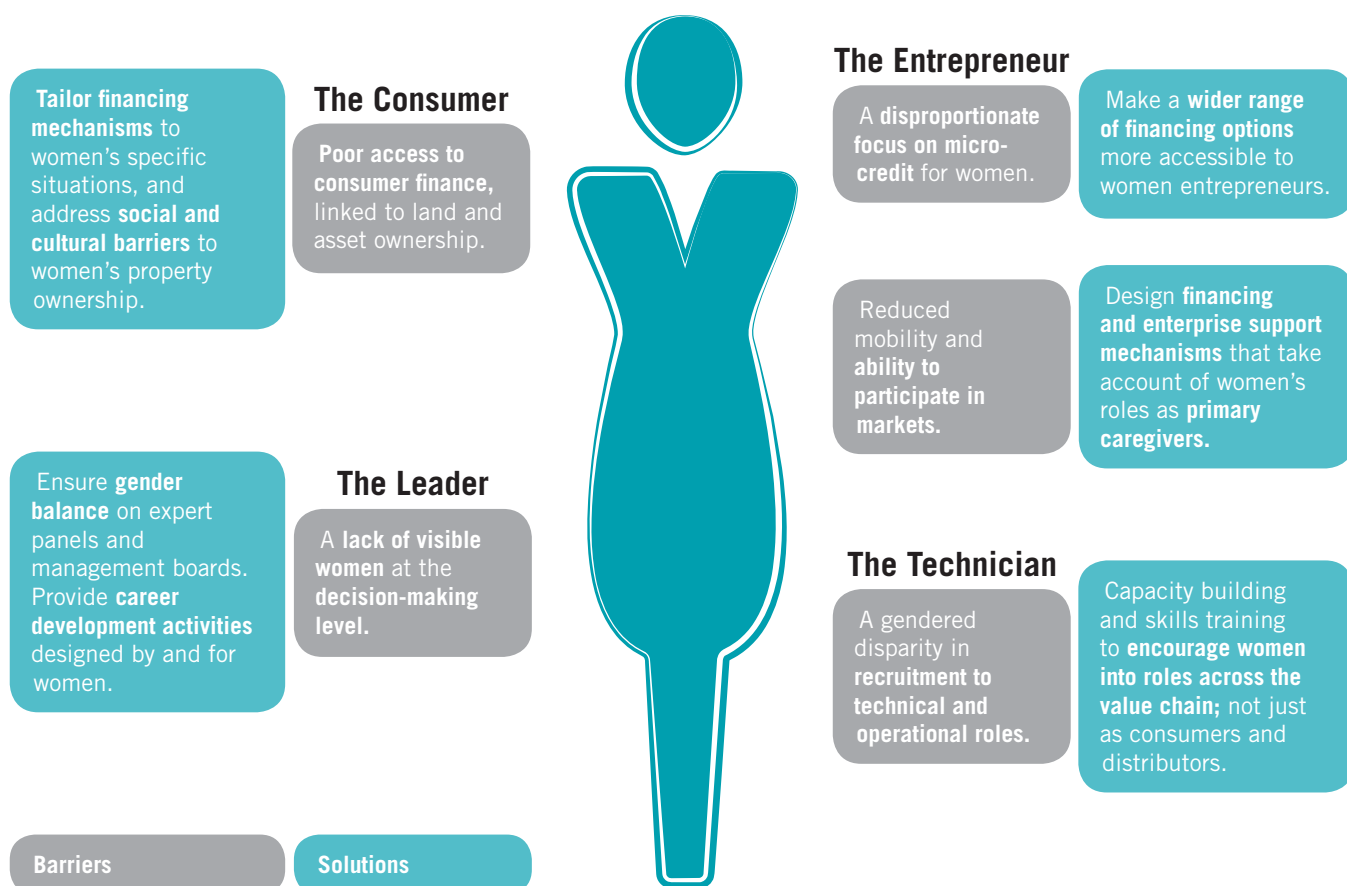 The Consumer
Poor access to
consumer finance,
linked to land and
asset ownership.
Tailor financing
mechanisms to
women's specific
situations, and
address social and
cultural barriers to
women's property
ownership.
The Leader
A lack of visible
women at the
decision-making
level.
Ensure gender
balance on expert
panels and
management boards.
Provide career
development activities
designed by and for
women.
The Entrepreneur
A disproportionate
focus on micro-
credit for women.
Make a wider range
of financing options
more accessible to
women entrepreneurs.
Reduced
mobility and
ability to
participate in
markets.
Design financing
and enterprise support
mechanisms that take
account of women's
roles as primary
caregivers.
The Technician
A gendered
disparity in
recruitment to
technical and
operational roles.
Capacity building
and skills training
to encourage women
into roles across the
value chain; not just
as consumers and
distributors.
Barriers
Solutions